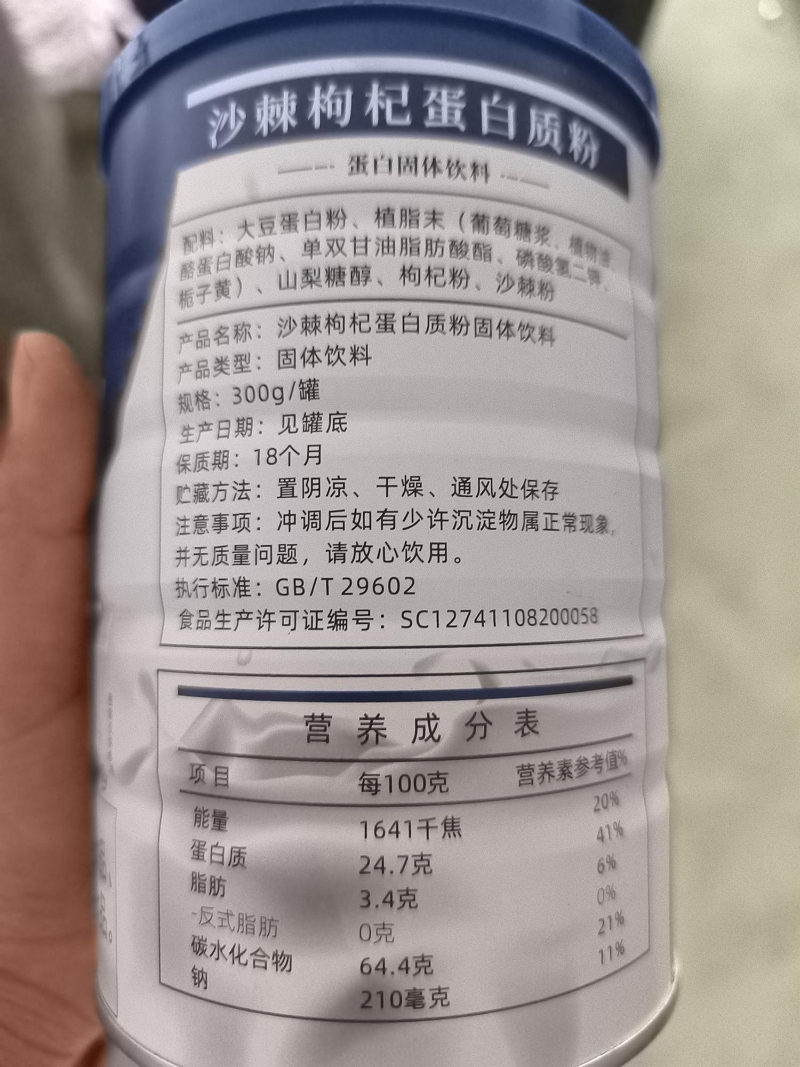 沙棘枸杞蛋白质粉
蛋白固体饮料
配料：大豆蛋白粉、植脂末（葡萄糖浆、植物油、
酪蛋白酸钠、单双甘油脂肪酸酯、磷酸氢二钾、
栀子黄）、山梨糖醇、枸杞粉、沙棘粉
产品名称：沙棘枸杞蛋白质粉固体饮料
产品类型：固体饮料
规格：300g/罐
生产日期：见罐底
保质期：18个月
贮藏方法：置阴凉、干燥、通风处保存
注意事项：冲调后如有少许沉淀物属正常现象，
并无质量问题，请放心饮用。
执行标准：GB/T 29602
食品生产许可证编号：SC12741108200058
营养成分表
项目 每100克 营养素参考值%
能量 1641千焦 20%
蛋白质 24.7克 41%
脂肪 3.4克 6%
-反式脂肪 0克 0%
碳水化合物 64.4克 21%
钠 210毫克 11%